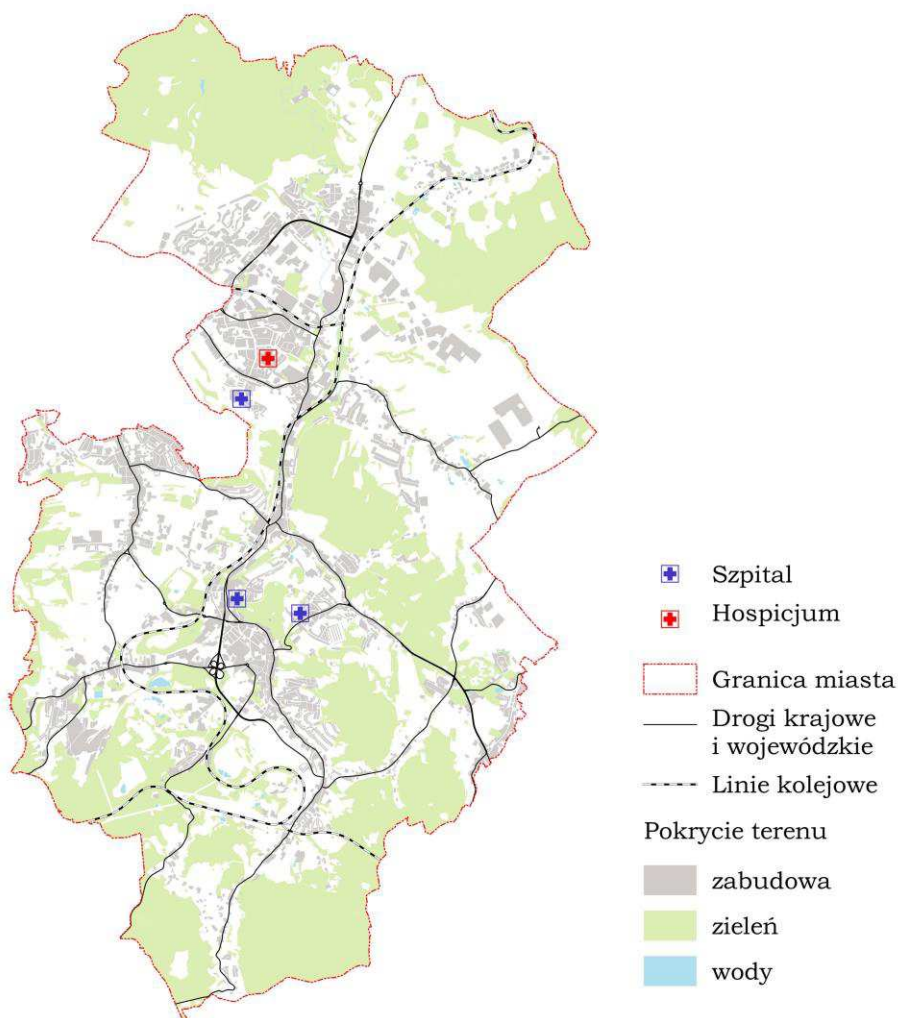 Szpital
Hospicjum
Granica miasta
Drogi krajowe
i wojewódzkie
Linie kolejowe
Pokrycie terenu
zabudowa
zieleń
wody